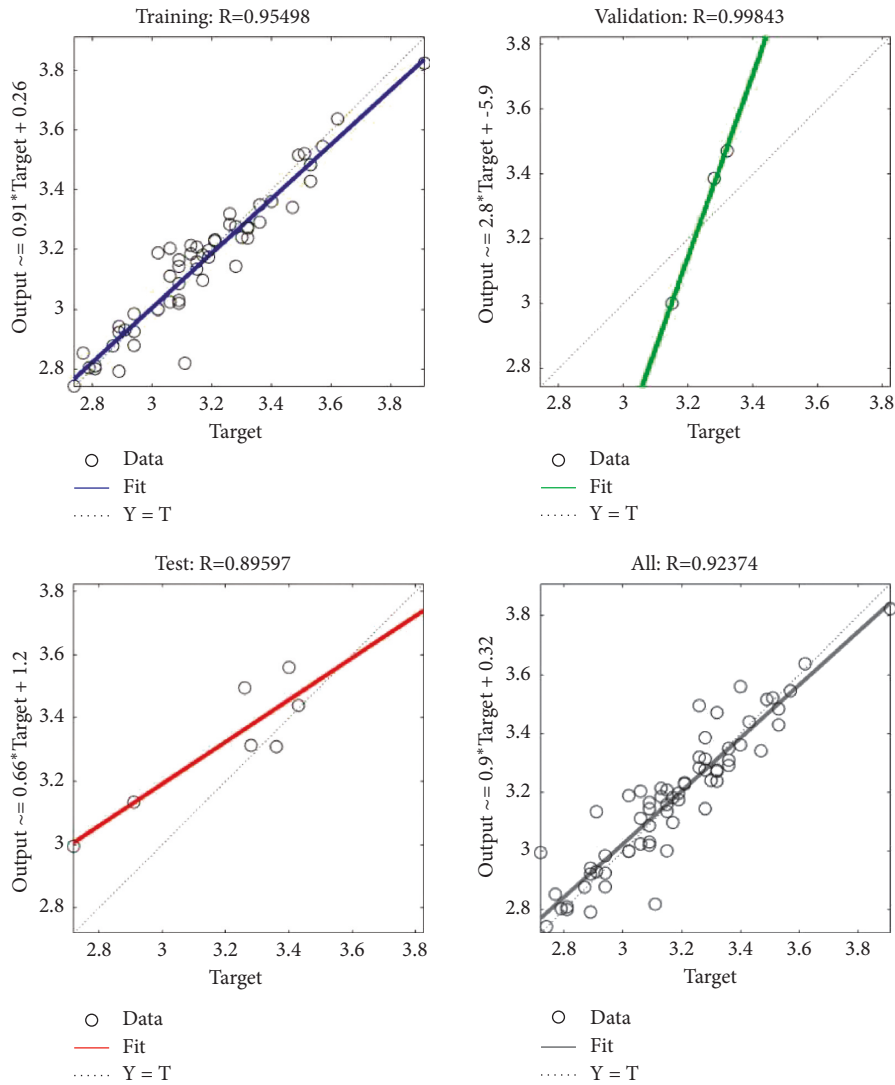 Training: R=0.95498
Output ~= 0.91*Target + 0.26
3.8
3.6
3.4
3.2
3
2.8
2.8 3 3.2 3.4 3.6 3.8
Target
Data
Fit
Y = T
Validation: R=0.99843
Output ~= 2.8*Target + -5.9
3.8
3.6
3.4
3.2
3
2.8
2.8 3 3.2 3.4 3.6 3.8
Target
Data
Fit
Y = T
Test: R=0.89597
Output ~= 0.66*Target + 1.2
3.8
3.6
3.4
3.2
3
2.8
2.8 3 3.2 3.4 3.6 3.8
Target
Data
Fit
Y = T
All: R=0.92374
Output ~= 0.9*Target + 0.32
3.8
3.6
3.4
3.2
3
2.8
2.8 3 3.2 3.4 3.6 3.8
Target
Data
Fit
Y = T